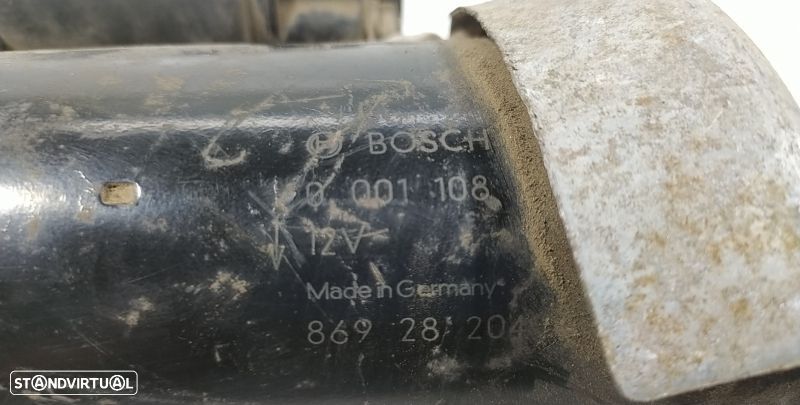 BOSCH
0 001 108
12V
Made in Germany
869 28 204
STANDVIRTUAL